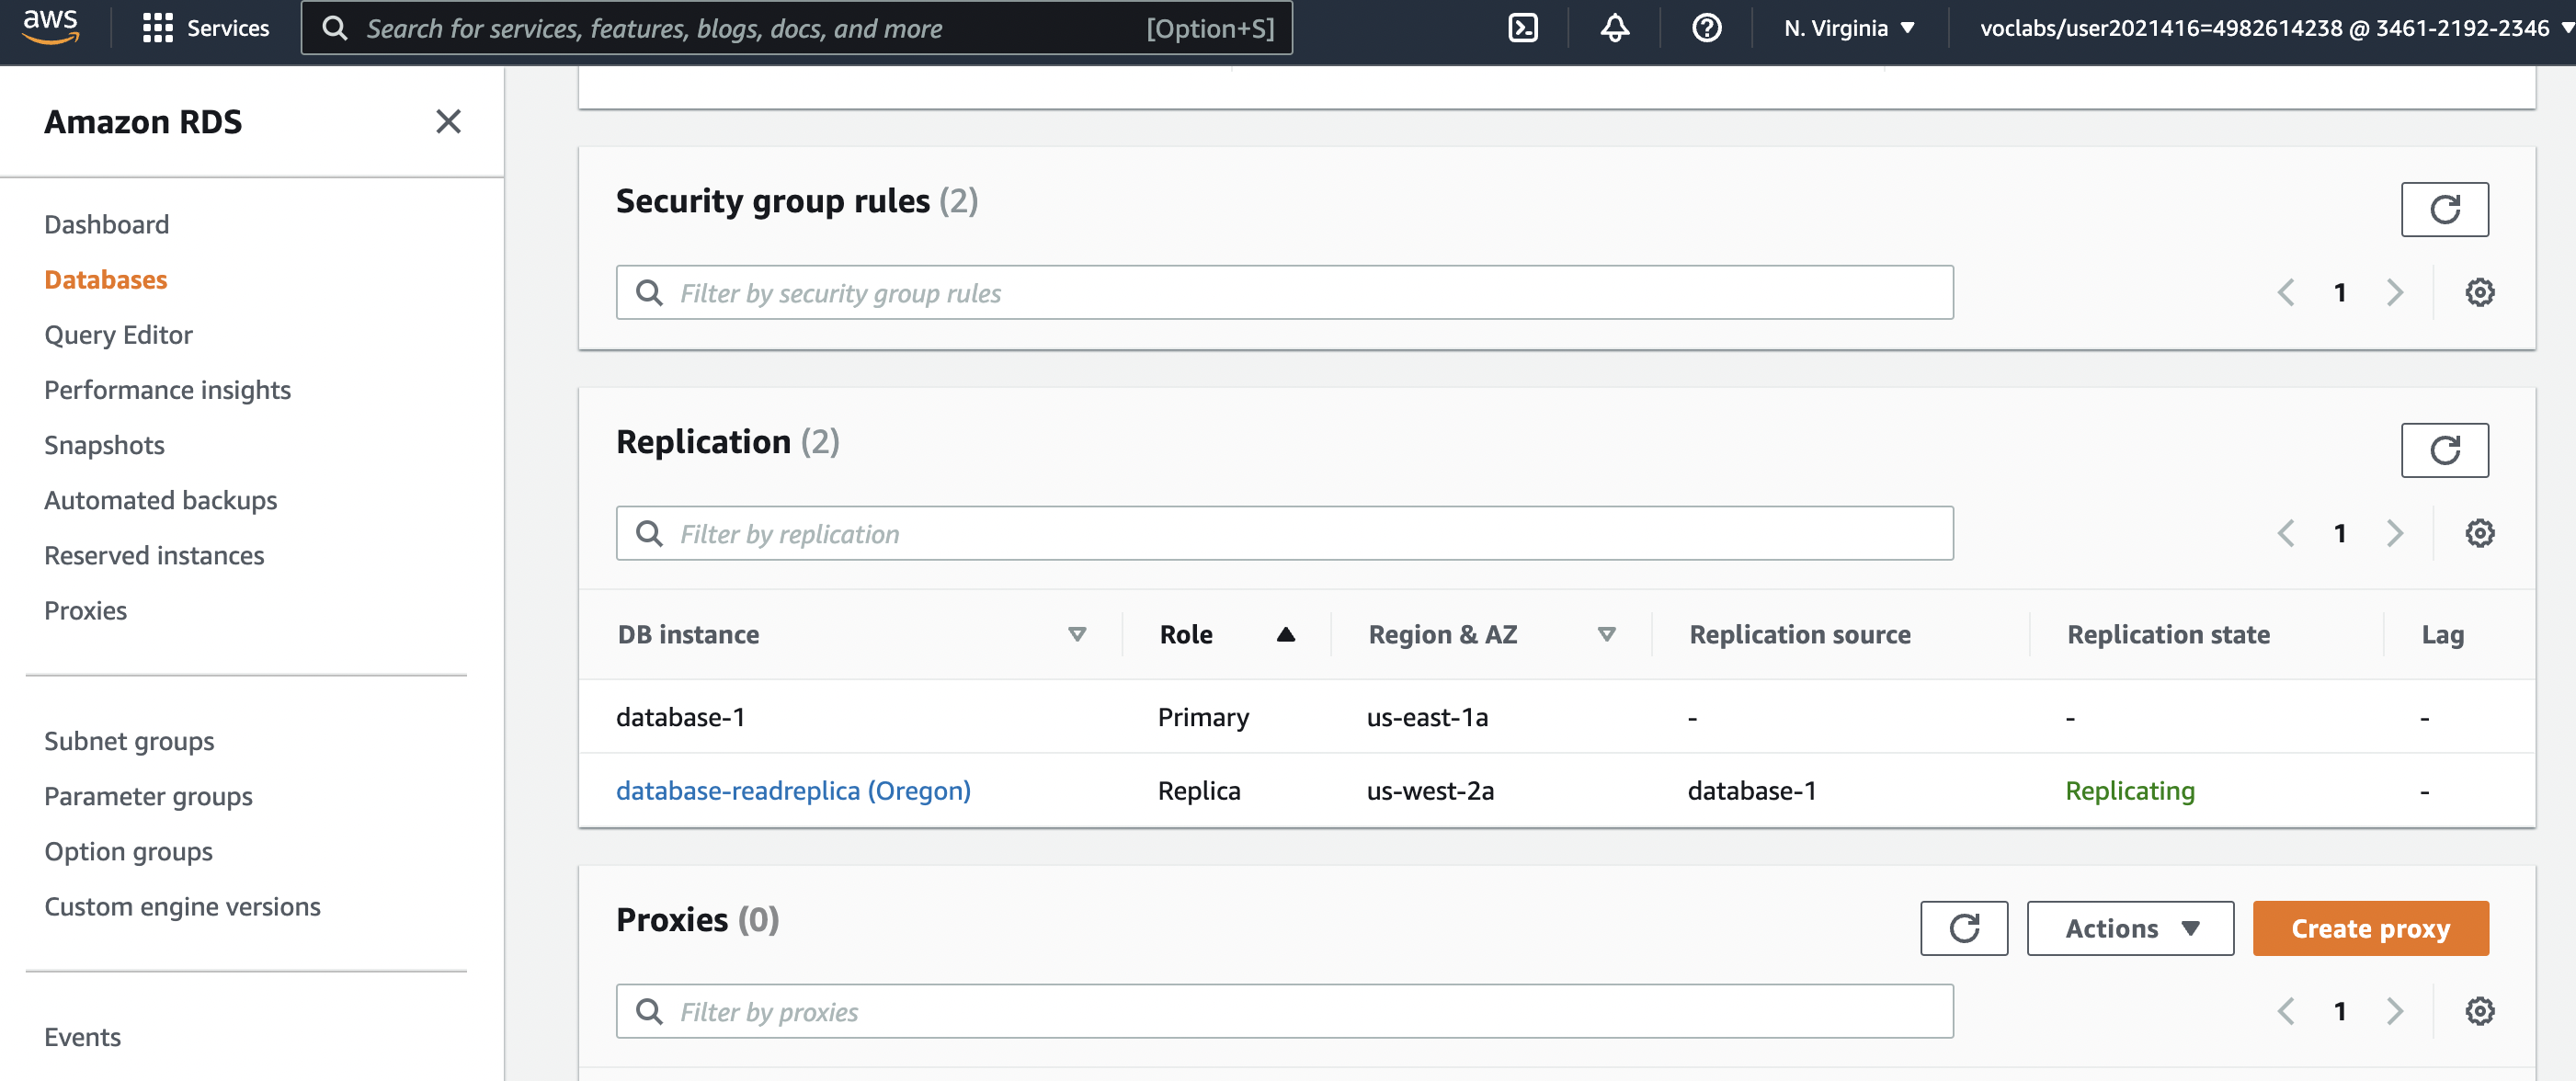 aws
Services
Search for services, features, blogs, docs, and more [Option+S]
N. Virginia
voclabs/user2021416=4982614238 @ 3461-2192-2346
Amazon RDS
Dashboard
Databases
Query Editor
Performance insights
Snapshots
Automated backups
Reserved instances
Proxies
Subnet groups
Parameter groups
Option groups
Custom engine versions
Events
Security group rules (2)
Filter by security group rules
1
Replication (2)
Filter by replication
1
DB instance Role Region & AZ Replication source Replication state Lag
database-1 Primary us-east-1a - - -
database-readreplica (Oregon) Replica us-west-2a database-1 Replicating -
Proxies (0)
Actions
Create proxy
Filter by proxies
1